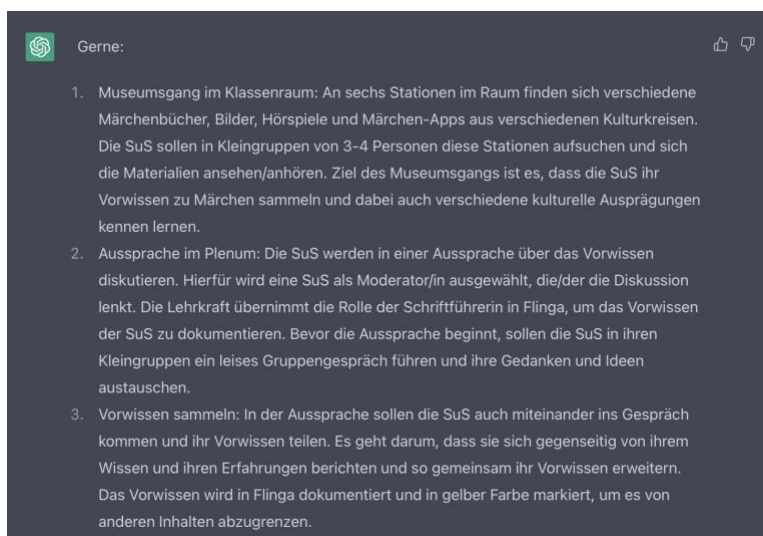 Gerne:
1. Museumsgang im Klassenraum: An sechs Stationen im Raum finden sich verschiedene
Märchenbücher, Bilder, Hörspiele und Märchen-Apps aus verschiedenen Kulturkreisen.
Die SuS sollen in Kleingruppen von 3-4 Personen diese Stationen aufsuchen und sich
die Materialien ansehen/anhören. Ziel des Museumsgangs ist es, dass die SuS ihr
Vorwissen zu Märchen sammeln und dabei auch verschiedene kulturelle Ausprägungen
kennen lernen.
2. Aussprache im Plenum: Die SuS werden in einer Aussprache über das Vorwissen
diskutieren. Hierfür wird eine SuS als Moderator/in ausgewählt, die/der die Diskussion
lenkt. Die Lehrkraft übernimmt die Rolle der Schriftführerin in Flinga, um das Vorwissen
der SuS zu dokumentieren. Bevor die Aussprache beginnt, sollen die SuS in ihren
Kleingruppen ein leises Gruppengespräch führen und ihre Gedanken und Ideen
austauschen.
3. Vorwissen sammeln: In der Aussprache sollen die SuS auch miteinander ins Gespräch
kommen und ihr Vorwissen teilen. Es geht darum, dass sie sich gegenseitig von ihrem
Wissen und ihren Erfahrungen berichten und so gemeinsam ihr Vorwissen erweitern.
Das Vorwissen wird in Flinga dokumentiert und in gelber Farbe markiert, um es von
anderen Inhalten abzugrenzen.